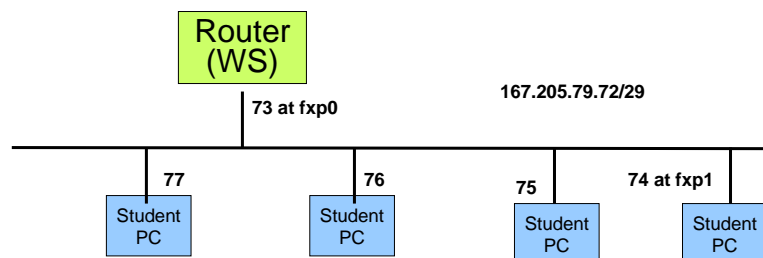 Router
(WS)
73 at fxp0
167.205.79.72/29
77
76
75
74 at fxp1
Student
PC
Student
PC
Student
PC
Student
PC